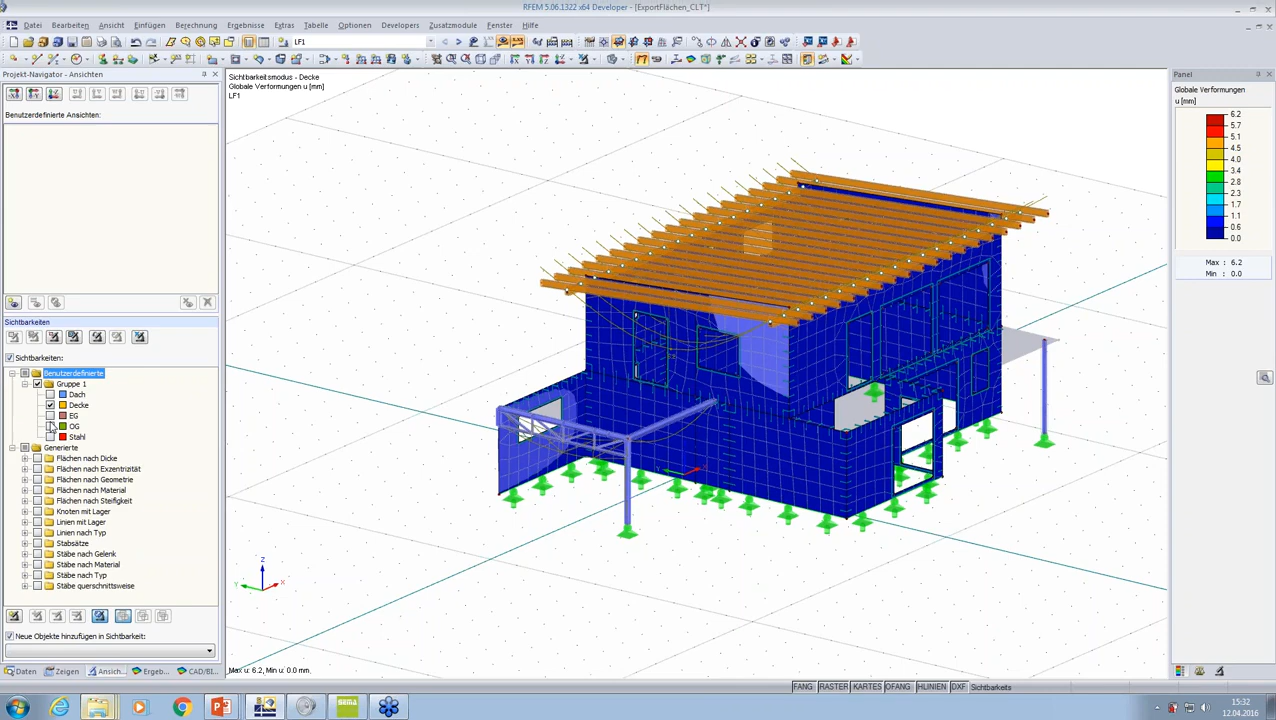 RFEM 5.06.1322 x64 Developer - [ExportFlächen_CLT*]
Datei Bearbeiten Ansicht Einfügen Berechnung Ergebnisse Extras Tabelle Optionen Developers Zusatzmodule Fenster Hilfe
LF1
Projekt-Navigator - Ansichten
Benutzerdefinierte Ansichten:
Sichtbarkeiten
Sichtbarkeiten:
Benutzerdefinierte
Gruppe 1
Dach
Decke
EG
OG
Stahl
Generierte
Flächen nach Dicke
Flächen nach Exzentrizität
Flächen nach Geometrie
Flächen nach Material
Flächen nach Steifigkeit
Knoten mit Lager
Linien mit Lager
Linien nach Typ
Stabsätze
Stäbe nach Gelenk
Stäbe nach Material
Stäbe nach Typ
Stäbe querschnittsweise
Neue Objekte hinzufügen in Sichtbarkeit:
Daten Zeigen Ansich... Ergeb... CAD/BI...
Sichtbarkeitsmodus - Decke
Globale Verformungen u [mm]
LF1
Z
Y
X
Max u: 6.2, Min u: 0.0 mm
Panel
Globale Verformungen
u [mm]
6.2
5.7
5.1
4.5
4.0
3.4
2.8
2.3
1.7
1.1
0.6
0.0
Max : 6.2
Min : 0.0
FANG RASTER KARTES OFANG HLINIEN DXF Sichtbarkeits
SEMA
15:32
12.04.2016